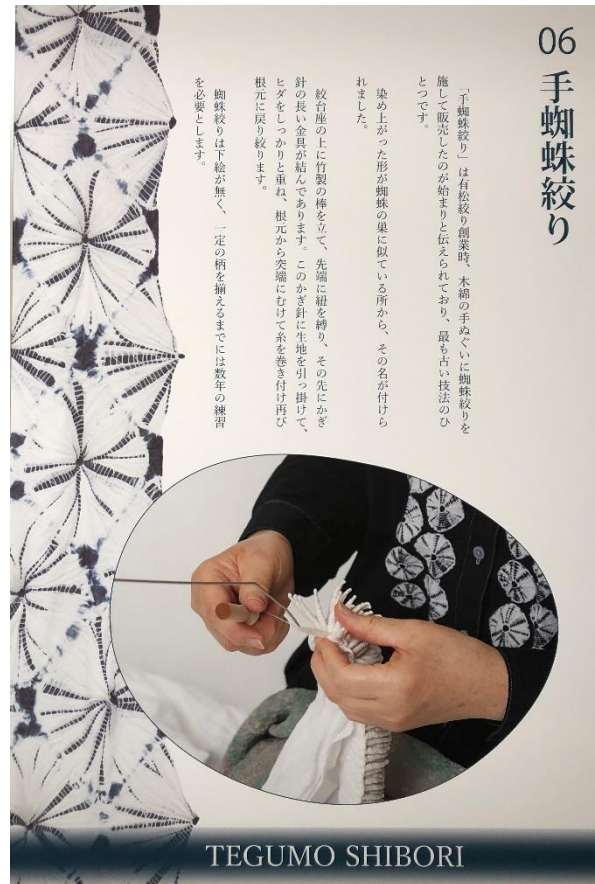 06 手蜘蛛絞り
「手蜘蛛絞り」は有松絞り創業時、木綿の手ぬぐいに蜘蛛絞りを
施して販売したのが始まりと伝えられており、最も古い技法のひ
とつです。
染め上がった形が蜘蛛の巣に似ている所から、その名が付けら
れました。
絞台座の上に竹製の棒を立て、先端に紐を縛り、その先にかぎ
針の長い金具が結んであります。このかぎ針に生地を引っ掛けて、
ヒダをしっかりと重ね、根元から突端にむけて糸を巻き付け再び
根元に戻り絞ります。
蜘蛛絞りは下絵が無く、一定の柄を揃えるまでには数年の練習
を必要とします。
TEGUMO SHIBORI